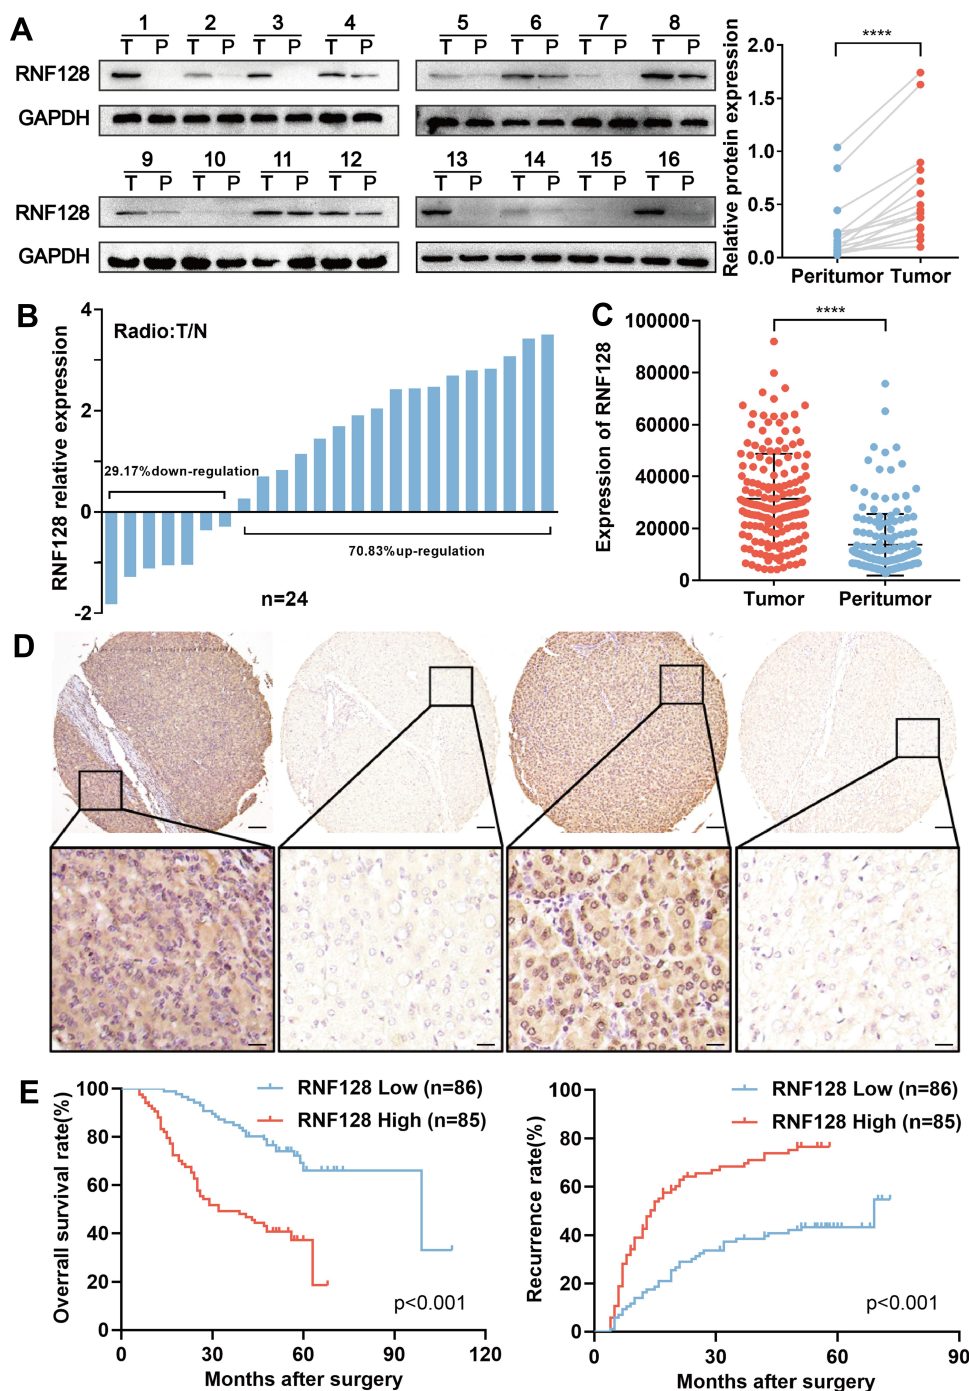 A
1 2 3 4
T P T P T P T P
RNF128
GAPDH
5 6 7 8
T P T P T P T P
9 10 11 12
T P T P T P T P
RNF128
GAPDH
13 14 15 16
T P T P T P T P
****
Relative protein expression
2.0
1.5
1.0
0.5
0.0
Peritumor Tumor
B
RNF128 relative expression
4
2
0
-2
Radio:T/N
29.17%down-regulation
70.83%up-regulation
n=24
C
Expression of RNF128
100000
80000
60000
40000
20000
0
****
Tumor Peritumor
D
E
Overrall survival rate(%)
100
80
60
40
20
0
RNF128 Low (n=86)
RNF128 High (n=85)
p<0.001
0 30 60 90 120
Months after surgery
Recurrence rate(%)
100
80
60
40
20
0
RNF128 Low (n=86)
RNF128 High (n=85)
p<0.001
0 30 60 90
Months after surgery